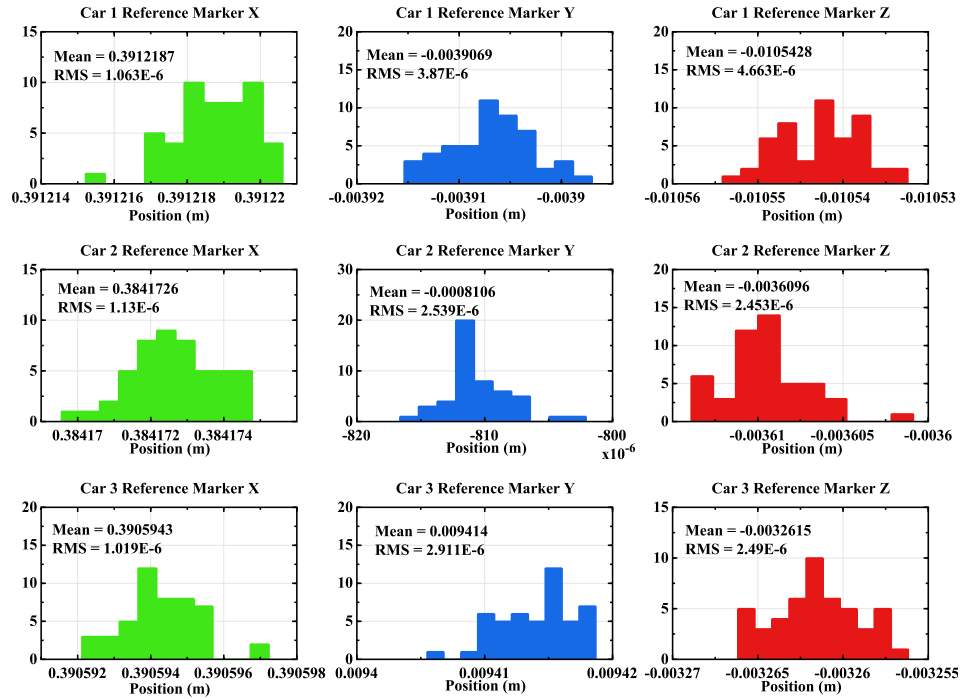 Car 1 Reference Marker X
15
10
5
0
Mean = 0.3912187
RMS = 1.063E-6
0.391214
0.391216
0.391218
0.39122
Position (m)
Car 1 Reference Marker Y
20
15
10
5
0
Mean = -0.0039069
RMS = 3.87E-6
-0.00392
-0.00391
-0.0039
Position (m)
Car 1 Reference Marker Z
20
15
10
5
0
Mean = -0.0105428
RMS = 4.663E-6
-0.01056
-0.01055
-0.01054
-0.01053
Position (m)
Car 2 Reference Marker X
15
10
5
0
Mean = 0.3841726
RMS = 1.13E-6
0.38417
0.384172
0.384174
Position (m)
Car 2 Reference Marker Y
30
20
10
0
Mean = -0.0008106
RMS = 2.539E-6
-820
-810
-800
Position (m)
x10-6
Car 2 Reference Marker Z
20
15
10
5
0
Mean = -0.0036096
RMS = 2.453E-6
-0.00361
-0.003605
-0.0036
Position (m)
Car 3 Reference Marker X
20
15
10
5
0
Mean = 0.3905943
RMS = 1.019E-6
0.390592
0.390594
0.390596
0.390598
Position (m)
Car 3 Reference Marker Y
20
15
10
5
0
Mean = 0.009414
RMS = 2.911E-6
0.0094
0.00941
0.00942
Position (m)
Car 3 Reference Marker Z
20
15
10
5
0
Mean = -0.0032615
RMS = 2.49E-6
-0.00327
-0.003265
-0.00326
-0.003255
Position (m)